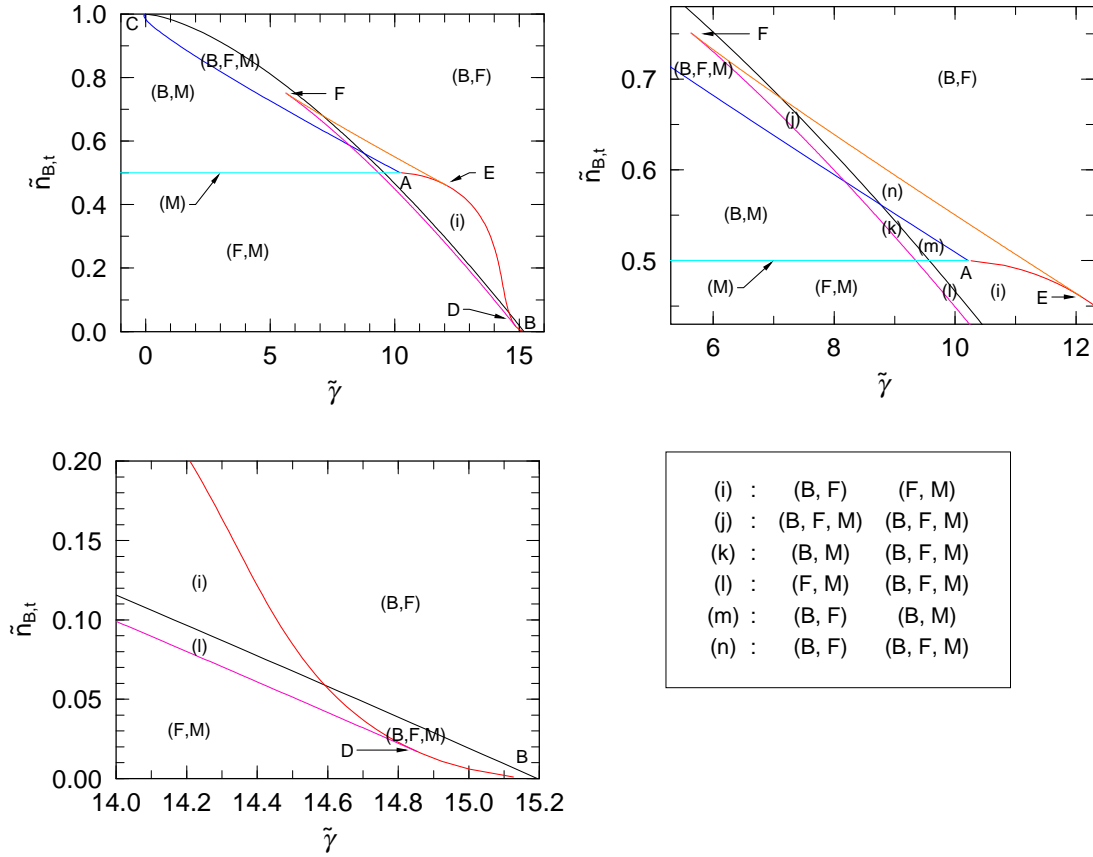 1.0
0.8
0.6
0.4
0.2
0.0
ñB,t
C
(B,F,M)
(B,M)
(B,F)
F
A
E
(M)
(i)
(F,M)
D
B
0 5 10 15
γ̃
0.7
0.6
0.5
ñB,t
F
(B,F,M)
(B,F)
(j)
(n)
(B,M)
(k)
(m)
A
(M)
(F,M)
(l)
(i)
E
6 8 10 12
γ̃
0.20
0.15
0.10
0.05
0.00
ñB,t
(i)
(B,F)
(l)
(F,M)
(B,F,M)
D
B
14.0 14.2 14.4 14.6 14.8 15.0 15.2
γ̃
(i) : (B, F) (F, M)
(j) : (B, F, M) (B, F, M)
(k) : (B, M) (B, F, M)
(l) : (F, M) (B, F, M)
(m) : (B, F) (B, M)
(n) : (B, F) (B, F, M)